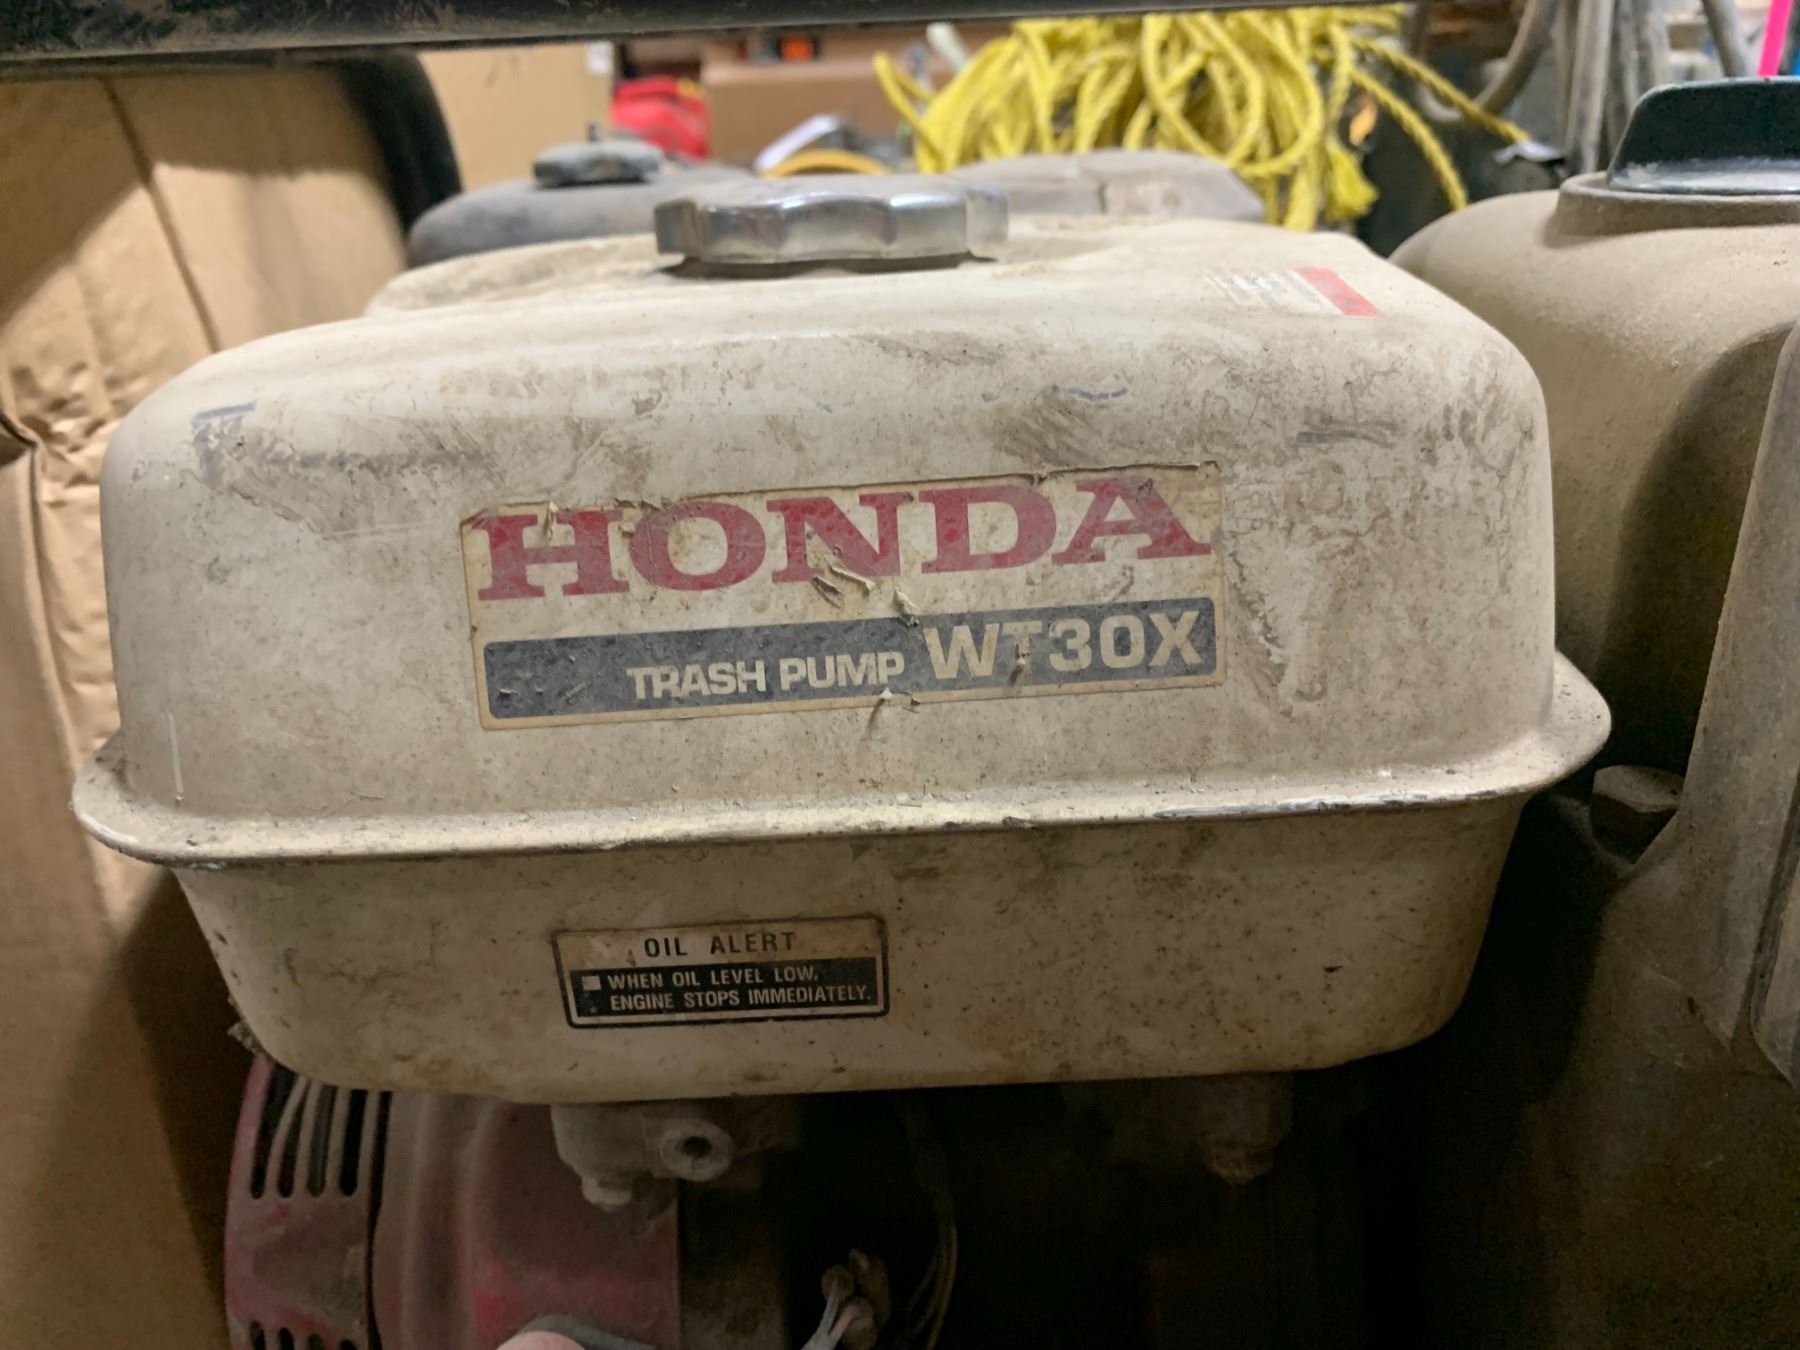 HONDA
TRASH PUMP WT30X
OIL ALERT
WHEN OIL LEVEL LOW,
ENGINE STOPS IMMEDIATELY.